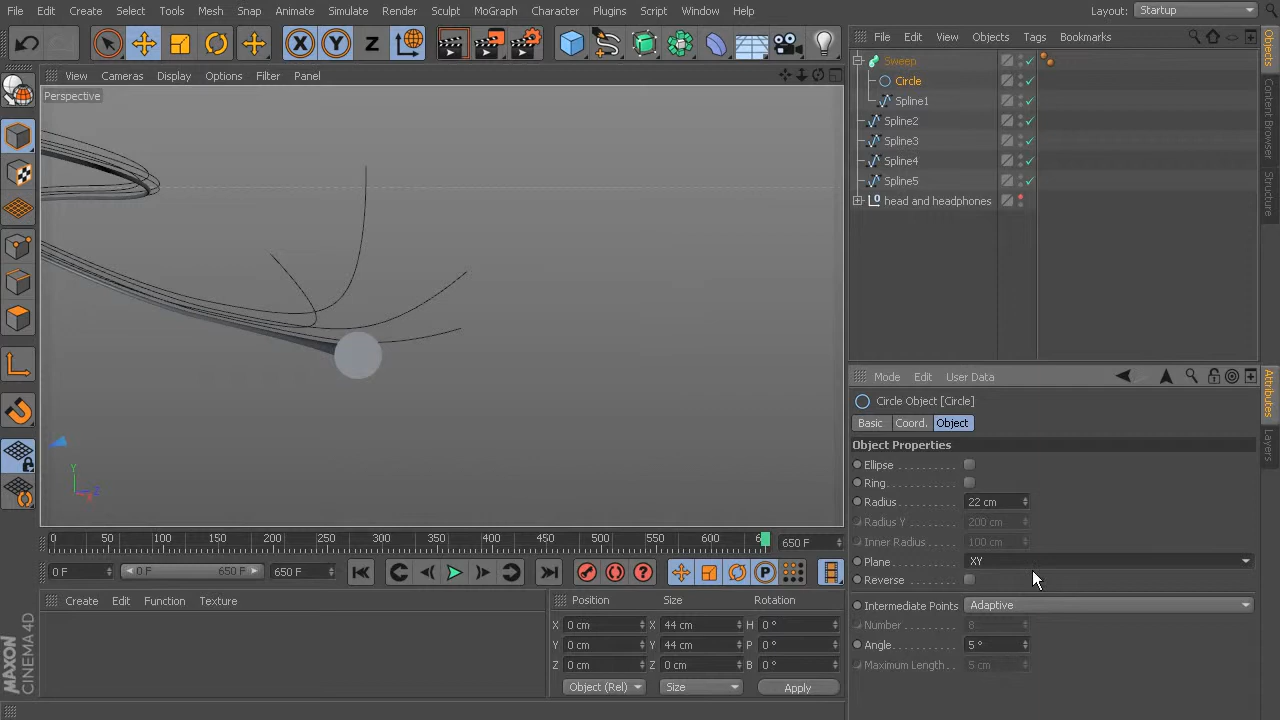 File Edit Create Select Tools Mesh Snap Animate Simulate Render Sculpt MoGraph Character Plugins Script Window Help Layout: Startup
X Y Z
File Edit View Objects Tags Bookmarks
View Cameras Display Options Filter Panel
Perspective
Sweep
Circle
Spline1
Spline2
Spline3
Spline4
Spline5
head and headphones
Objects
Content Browser
Structure
Mode Edit User Data
Circle Object [Circle]
Basic Coord. Object
Object Properties
Ellipse
Ring
Radius 22 cm
Radius Y 200 cm
Inner Radius 100 cm
Plane XY
Reverse
Intermediate Points Adaptive
Number 8
Angle 5 °
Maximum Length 5 cm
Attributes
Layers
Y
Z
0 50 100 150 200 250 300 350 400 450 500 550 600 650 F
0 F 0 F 650 F 650 F
P
Create Edit Function Texture
Position Size Rotation
X 0 cm X 44 cm H 0 °
Y 0 cm Y 44 cm P 0 °
Z 0 cm Z 0 cm B 0 °
Object (Rel) Size Apply
MAXON
CINEMA 4D